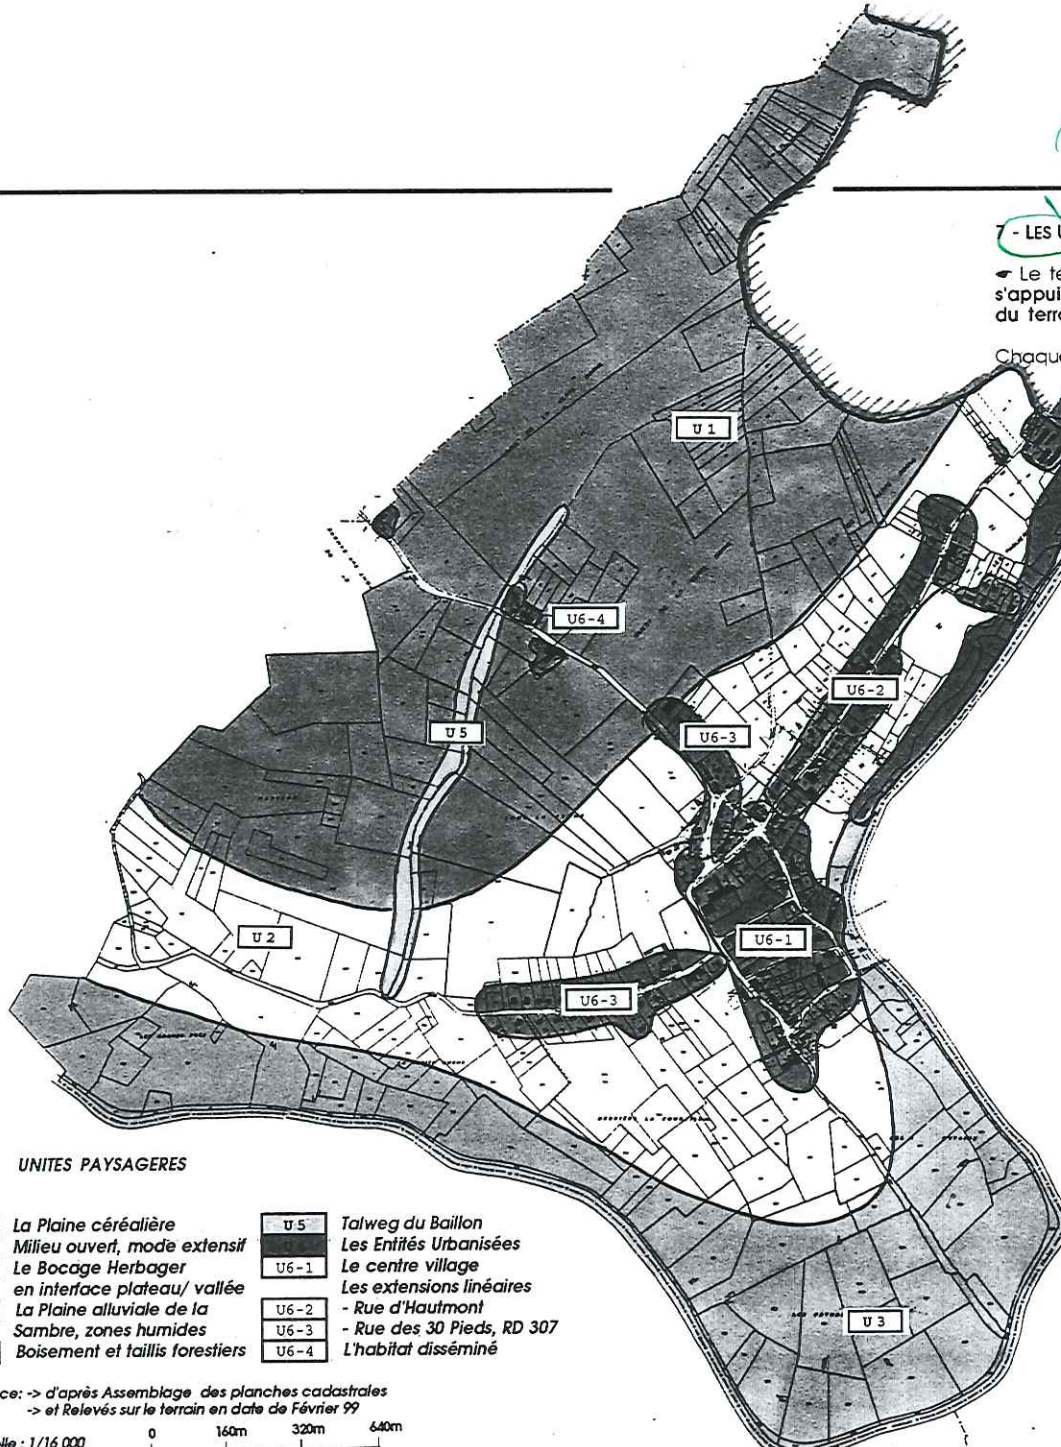 7 - LES U
Le te
s'appui
du terr
Chaqu
U 1
U6-4
U6-2
U 5
U6-3
U 2
U6-1
U6-3
U 3
UNITES PAYSAGERES
La Plaine céréalière
Milieu ouvert, mode extensif
Le Bocage Herbager
en interface plateau/ vallée
La Plaine alluviale de la
Sambre, zones humides
Boisement et taillis forestiers
U 5 Talweg du Baillon
Les Entités Urbanisées
U6-1 Le centre village
Les extensions linéaires
U6-2 - Rue d'Hautmont
U6-3 - Rue des 30 Pieds, RD 307
U6-4 L'habitat disséminé
ce: -> d'après Assemblage des planches cadastrales
-> et Relevés sur le terrain en date de Février 99
elle : 1/16 000
0 160m 320m 640m